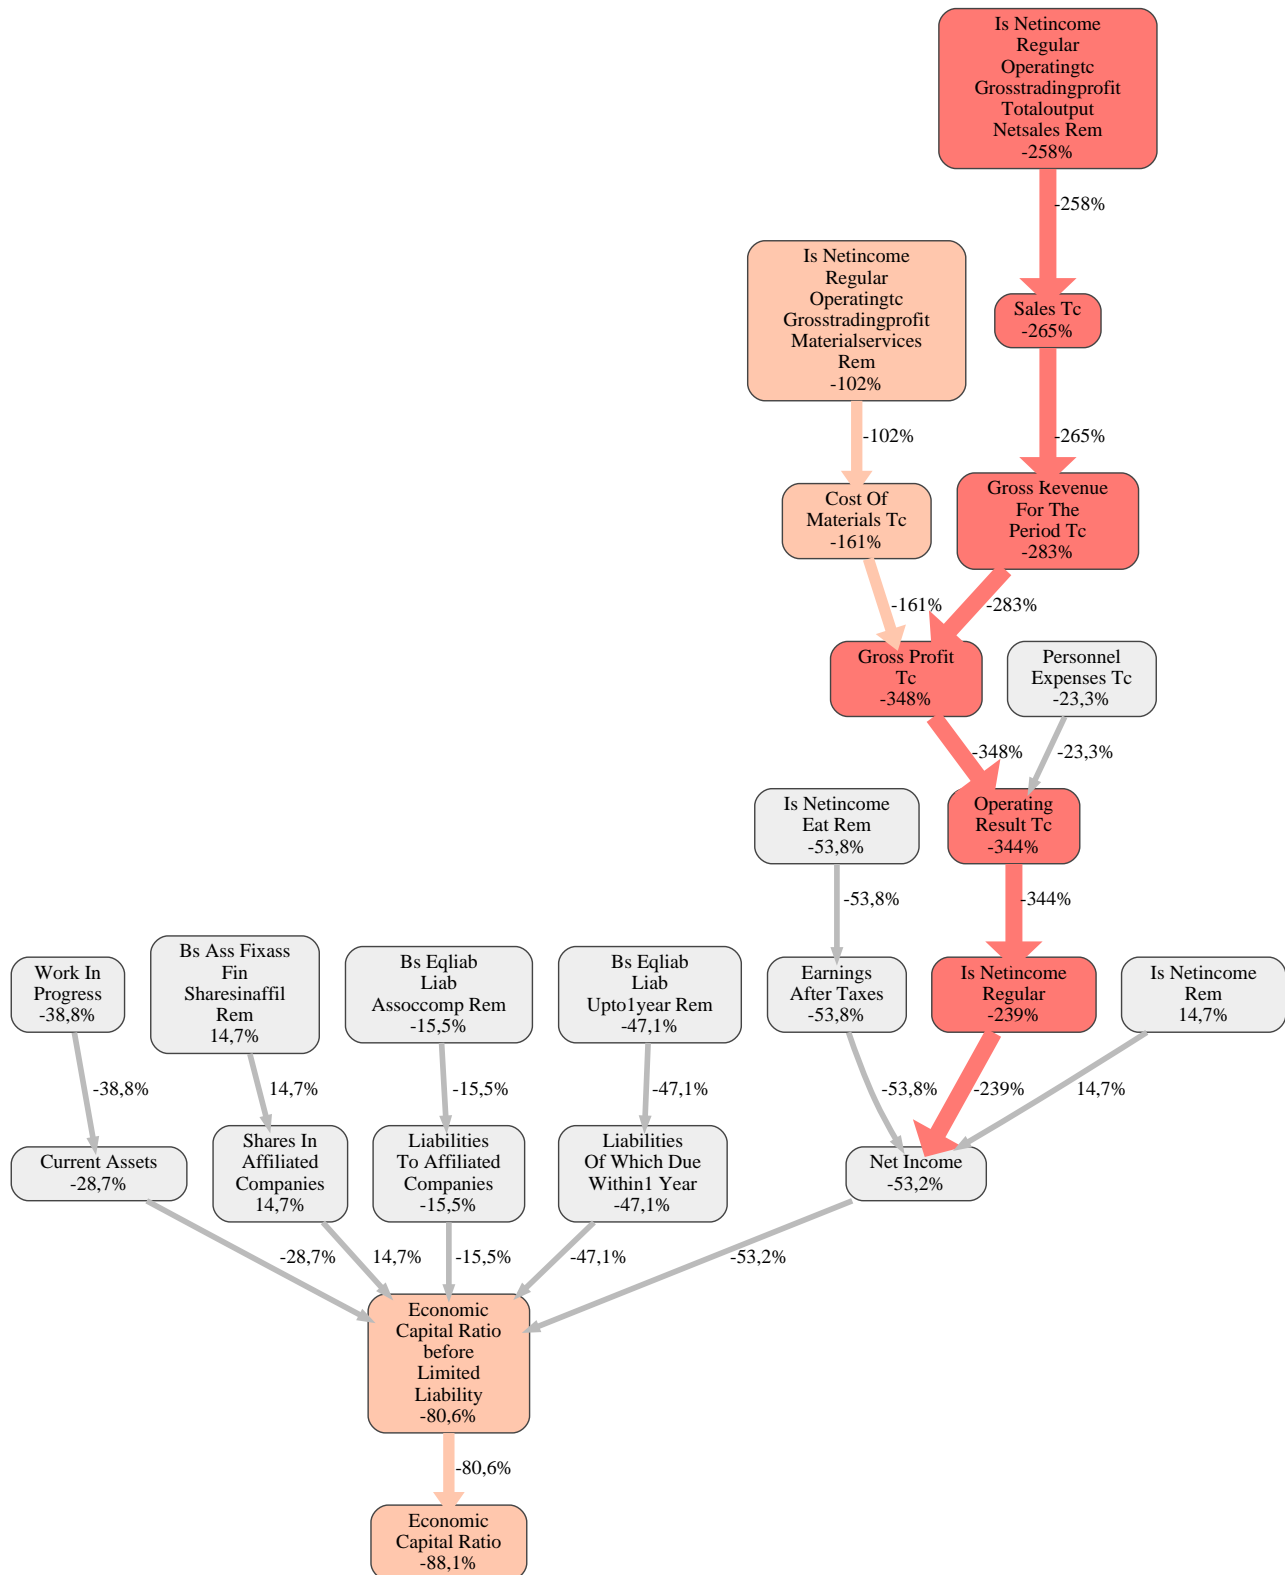 Is Netincome
Regular
Operatingtc
Grosstradingprofit
Totaloutput
Netsales Rem
-258%
-258%
Is Netincome
Regular
Operatingtc
Grosstradingprofit
Materialservices
Rem
-102%
Sales Tc
-265%
-102%
-265%
Cost Of
Materials Tc
-161%
Gross Revenue
For The
Period Tc
-283%
-161%
-283%
Gross Profit
Tc
-348%
Personnel
Expenses Tc
-23,3%
-348%
-23,3%
Is Netincome
Eat Rem
-53,8%
Operating
Result Tc
-344%
-53,8%
-344%
Work In
Progress
-38,8%
Bs Ass Fixass
Fin
Sharesinaffil
Rem
14,7%
Bs Eqliab
Liab
Assoccomp Rem
-15,5%
Bs Eqliab
Liab
Upto1year Rem
-47,1%
Earnings
After Taxes
-53,8%
Is Netincome
Regular
-239%
Is Netincome
Rem
14,7%
-38,8%
14,7%
-15,5%
-47,1%
-53,8%
-239%
14,7%
Current Assets
-28,7%
Shares In
Affiliated
Companies
14,7%
Liabilities
To Affiliated
Companies
-15,5%
Liabilities
Of Which Due
Within1 Year
-47,1%
Net Income
-53,2%
-28,7%
14,7%
-15,5%
-47,1%
-53,2%
Economic
Capital Ratio
before
Limited
Liability
-80,6%
-80,6%
Economic
Capital Ratio
-88,1%